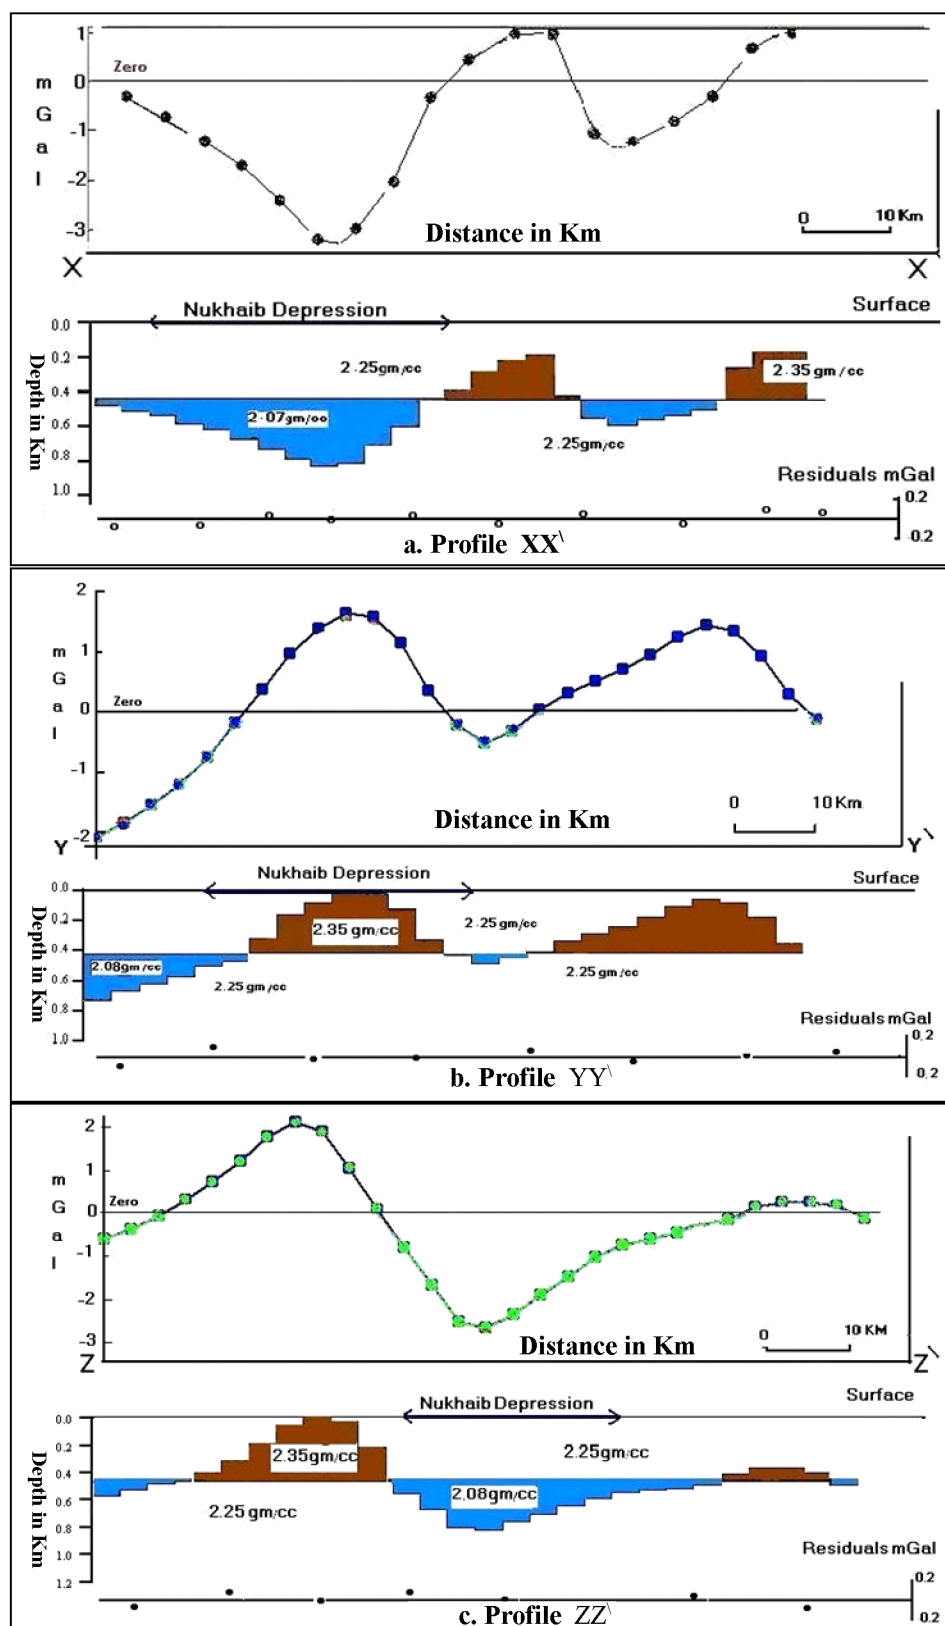 1
Zero
0
mGal
-1
-2
-3
Distance in Km
0 10 Km
X X
Nukhaib Depression
Surface
0.0
0.2
0.4
0.6
0.8
1.0
Depth in Km
2.25gm/cc
2.35 gm/cc
2.07gm/oo
2.25gm/cc
Residuals mGal
0.2
-0.2
a. Profile XX\
2
1
0
-1
-2
mGal
Zero
Distance in Km
0 10 Km
Y Y\
Nukhaib Depression
Surface
0.0
0.2
0.4
0.6
0.8
1.0
Depth in Km
2.35 gm/cc
2.25 gm/cc
2.08gm/cc
2.25 gm/cc
2.25 gm/cc
Residuals mGal
0,2
0,2
b. Profile YY\
2
1
0
-1
-2
-3
mGal
Zero
Distance in Km
0 10 KM
Z Z\
Nukhaib Depression
Surface
0.0
0.2
0.4
0.6
0.8
1.0
1.2
Depth in Km
2.35gm/cc
2.25gm/cc
2,08gm/cc
2.25 gm/cc
Residuals mGal
0.2
0.2
c. Profile ZZ\